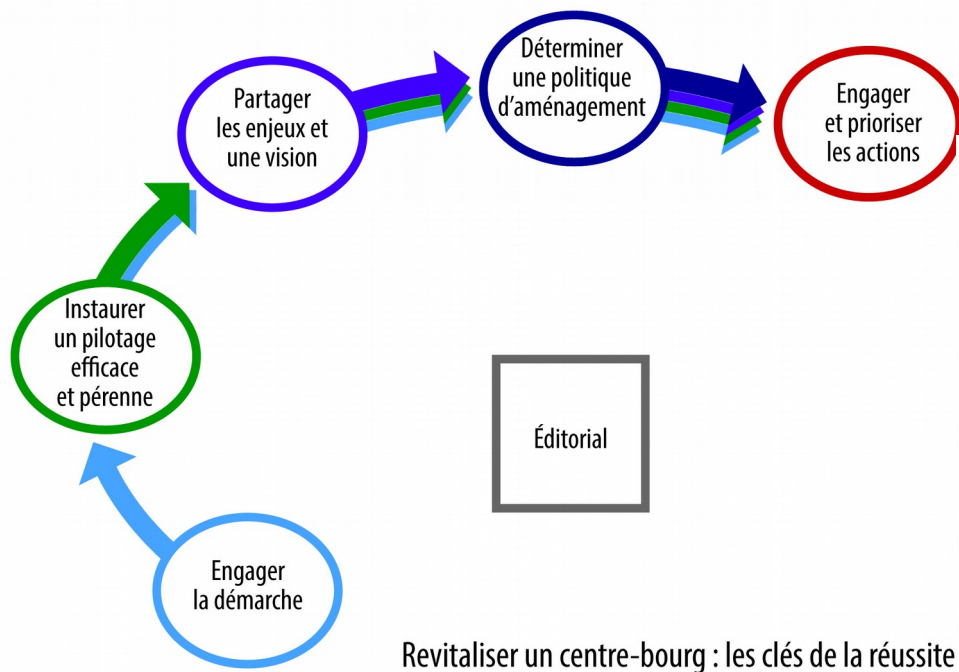 Engager
la démarche
Instaurer
un pilotage
efficace
et pérenne
Partager
les enjeux et
une vision
Déterminer
une politique
d'aménagement
Engager
et prioriser
les actions
Éditorial
Revitaliser un centre-bourg : les clés de la réussite